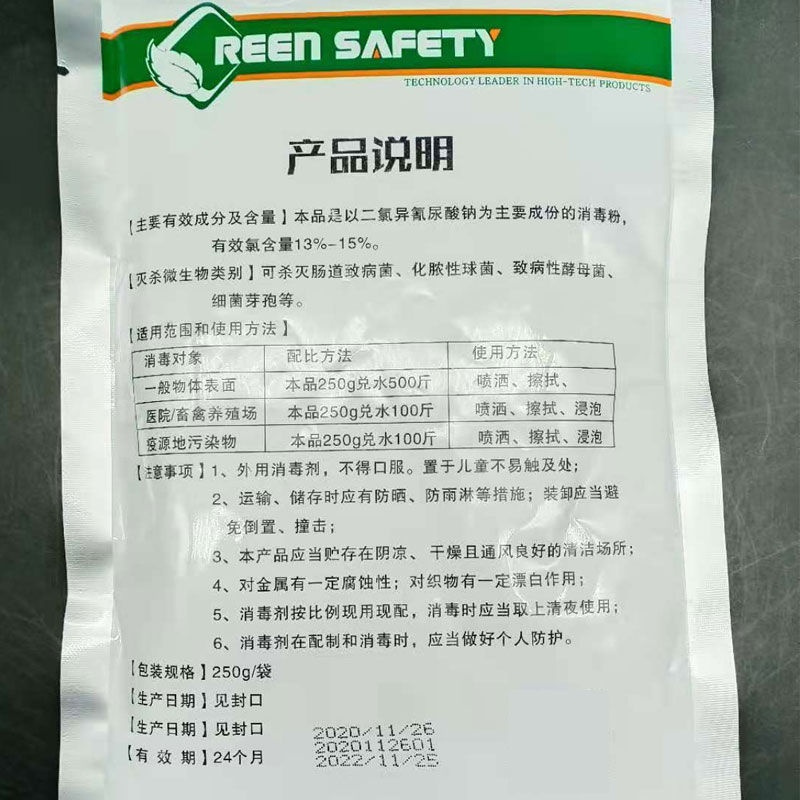 REEN SAFETY
TECHNOLOGY LEADER IN HIGH-TECH PRODUCTS
产品说明
【主要有效成分及含量】本品是以二氯异氰尿酸钠为主要成份的消毒粉，
有效氯含量13%-15%。
【灭杀微生物类别】可杀灭肠道致病菌、化脓性球菌、致病性酵母菌、
细菌芽孢等。
【适用范围和使用方法】
消毒对象 配比方法 使用方法
一般物体表面 本品250g兑水500斤 喷洒、擦拭、
医院/畜禽养殖场 本品250g兑水100斤 喷洒、擦拭、浸泡
疫源地污染物 本品250g兑水100斤 喷洒、擦拭、浸泡
【注意事项】1、外用消毒剂，不得口服。置于儿童不易触及处；
2、运输、储存时应有防晒、防雨淋等措施；装卸应当避
免倒置、撞击；
3、本产品应当贮存在阴凉、干燥且通风良好的清洁场所；
4、对金属有一定腐蚀性；对织物有一定漂白作用；
5、消毒剂按比例现用现配，消毒时应当取上清夜使用；
6、消毒剂在配制和消毒时，应当做好个人防护。
【包装规格】250g/袋
【生产日期】见封口
【生产日期】见封口 2020/11/26
2020112601
【有 效 期】24个月 2022/11/25